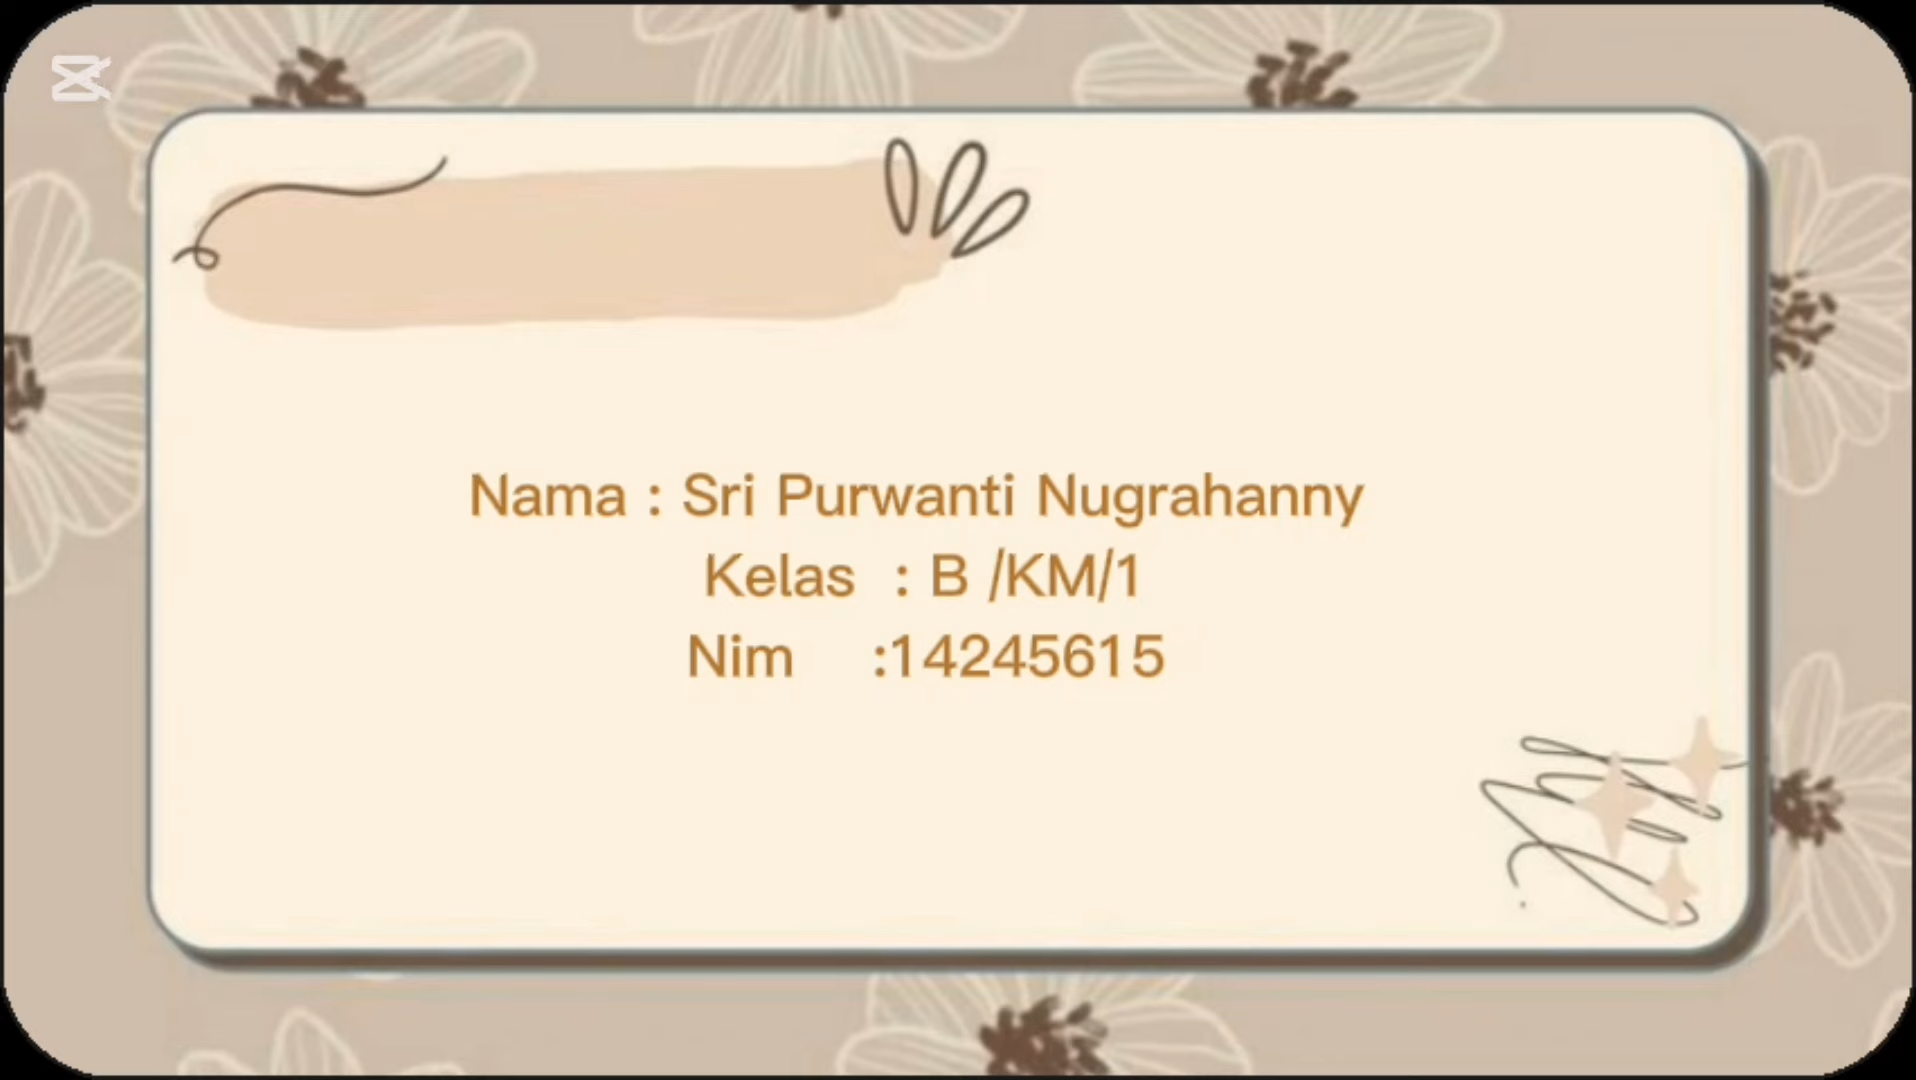 Nama : Sri Purwanti Nugrahanny
Kelas : B /KM/1
Nim :14245615